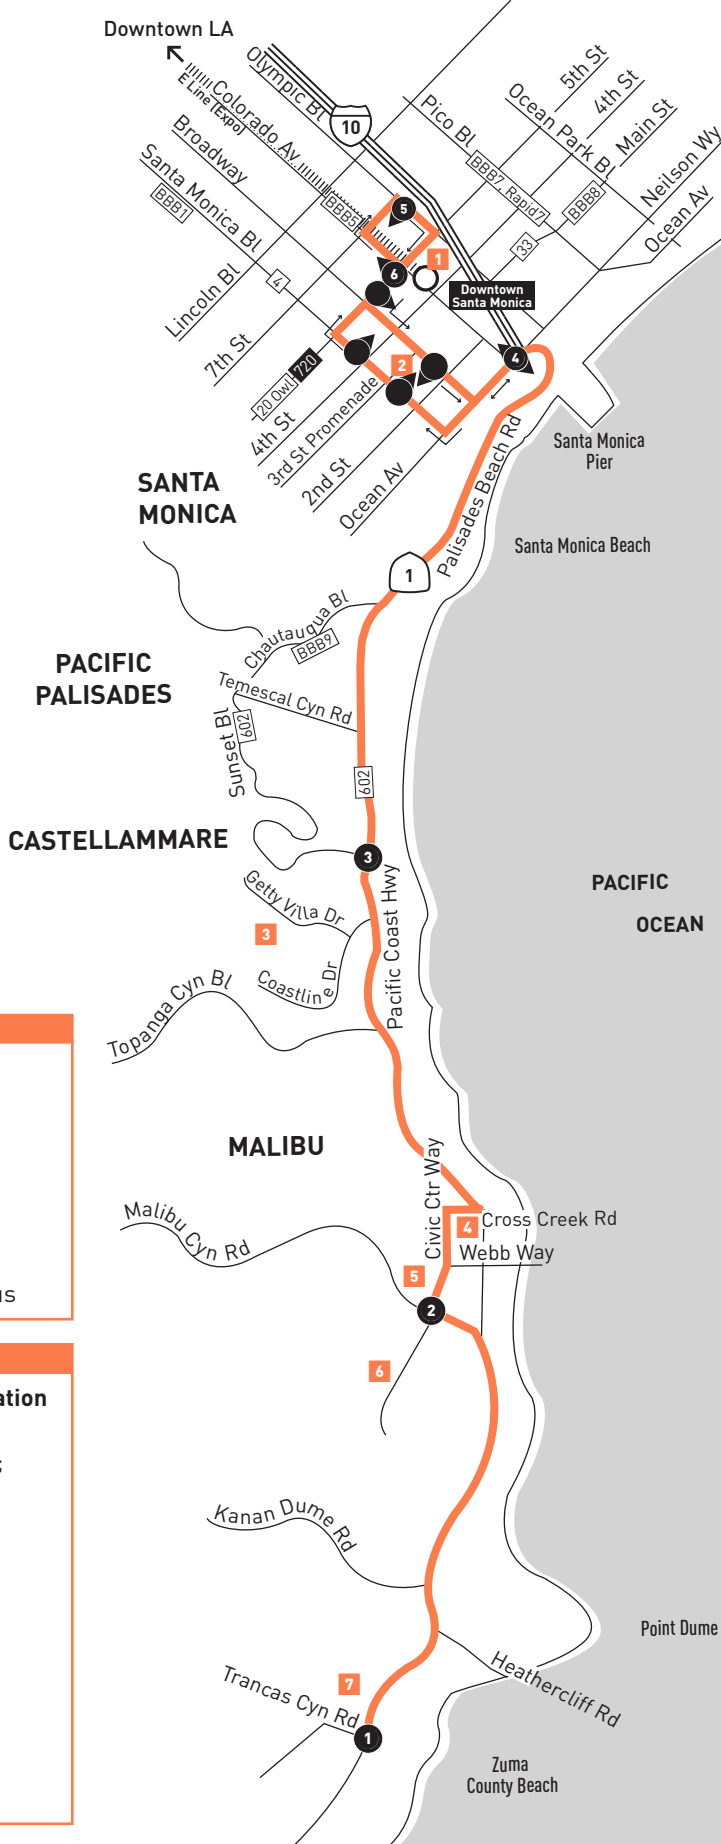 Downtown LA
E Line (Expo)
Olympic Bl
Colorado Av
Broadway
Santa Monica Bl
BBB1
BBB5
10
Pico Bl
BBB7, Rapid7
Ocean Park Bl
BBB8
5th St
4th St
Main St
Neilson Wy
Ocean Av
33
5
6
1
Downtown
Santa Monica
4
Lincoln Bl
7th St
20 Owl
720
4th St
3rd St Promenade
2nd St
Ocean Av
2
4
Palisades Beach Rd
Santa Monica
Pier
Santa Monica Beach
SANTA
MONICA
1
Chautauqua Bl
BBB9
PACIFIC
PALISADES
Temescal Cyn Rd
Sunset Bl
602
602
CASTELLAMMARE
3
Getty Villa Dr
3
Coastline Dr
Pacific Coast Hwy
PACIFIC
OCEAN
Topanga Cyn Bl
MALIBU
Civic Ctr Way
Malibu Cyn Rd
4
Cross Creek Rd
Webb Way
5
2
us
6
ation
Kanan Dume Rd
Point Dume
Heathercliff Rd
7
Trancas Cyn Rd
1
Zuma
County Beach